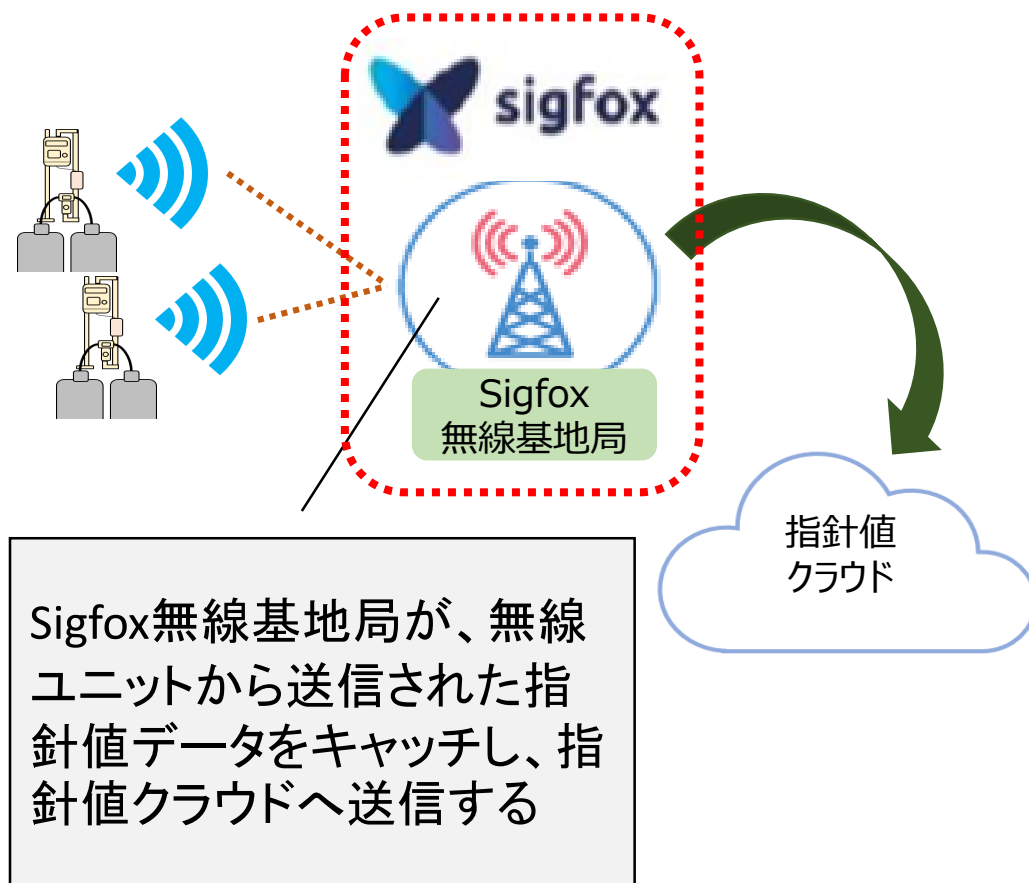 sigfox
Sigfox
無線基地局
指針値
クラウド
Sigfox無線基地局が、無線
ユニットから送信された指
針値データをキャッチし、指
針値クラウドへ送信する